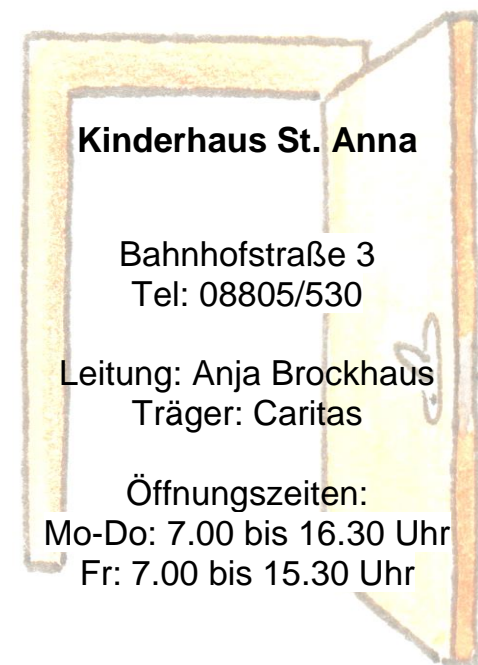 Kinderhaus St. Anna
Bahnhofstraße 3
Tel: 08805/530
Leitung: Anja Brockhaus
Träger: Caritas
Öffnungszeiten:
Mo-Do: 7.00 bis 16.30 Uhr
Fr: 7.00 bis 15.30 Uhr